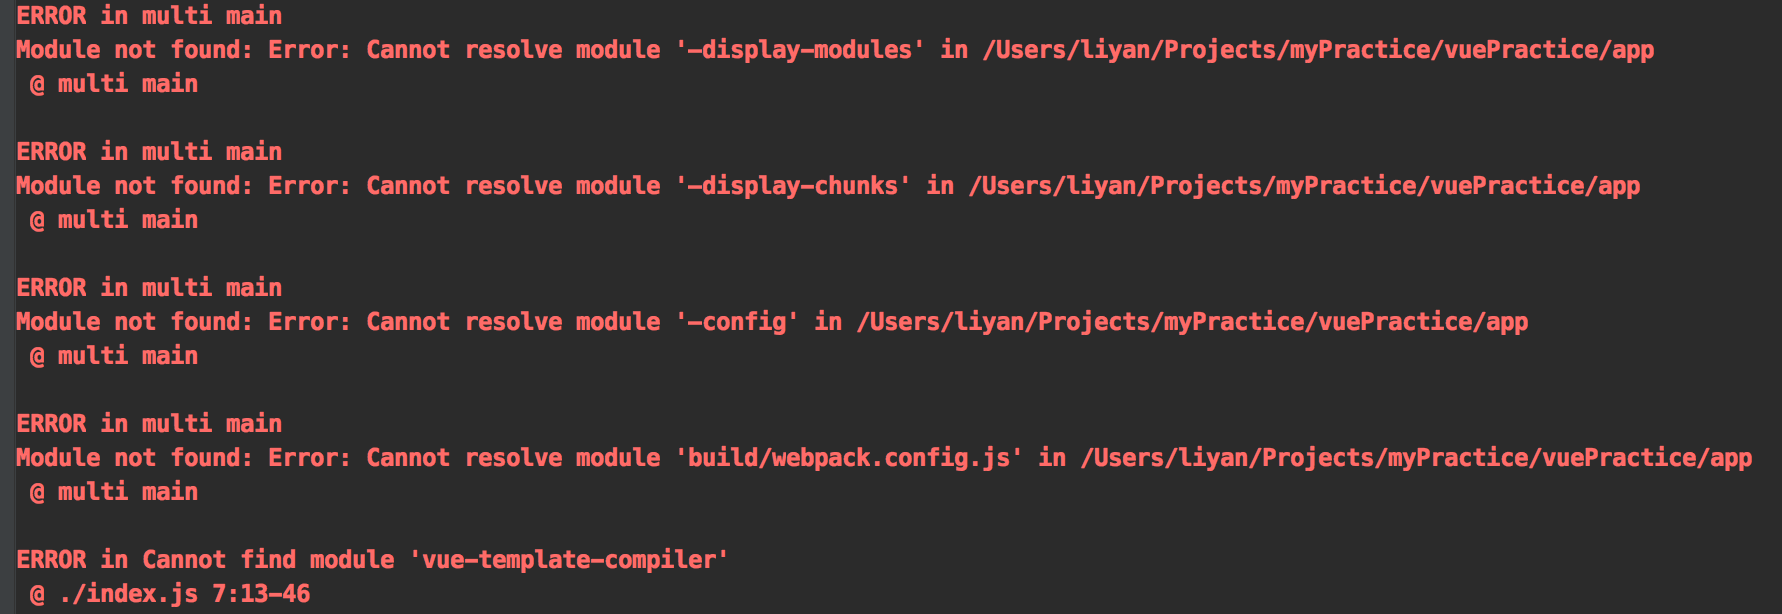 ERROR in multi main
Module not found: Error: Cannot resolve module '–display-modules' in /Users/liyan/Projects/myPractice/vuePractice/app
@ multi main
ERROR in multi main
Module not found: Error: Cannot resolve module '–display-chunks' in /Users/liyan/Projects/myPractice/vuePractice/app
@ multi main
ERROR in multi main
Module not found: Error: Cannot resolve module '–config' in /Users/liyan/Projects/myPractice/vuePractice/app
@ multi main
ERROR in multi main
Module not found: Error: Cannot resolve module 'build/webpack.config.js' in /Users/liyan/Projects/myPractice/vuePractice/app
@ multi main
ERROR in Cannot find module 'vue-template-compiler'
@ ./index.js 7:13-46